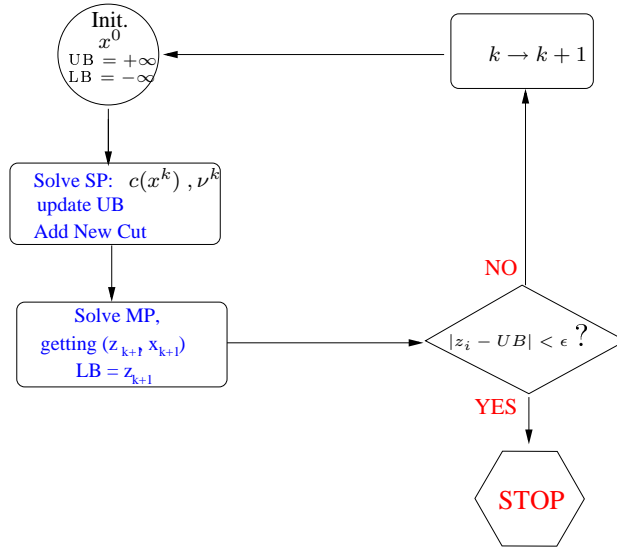 Init.
x^0
UB = +∞
LB = −∞
k → k + 1
Solve SP: c(x^k) , ν^k
update UB
Add New Cut
NO
Solve MP,
getting (z_{k+1}, x_{k+1})
LB = z_{k+1}
|z_i − UB| < ϵ ?
YES
STOP